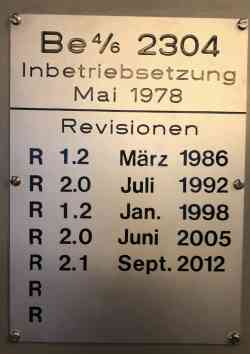 Be 4/6 2304
Inbetriebsetzung
Mai 1978
Revisionen
R 1.2 März 1986
R 2.0 Juli 1992
R 1.2 Jan. 1998
R 2.0 Juni 2005
R 2.1 Sept. 2012
R
R